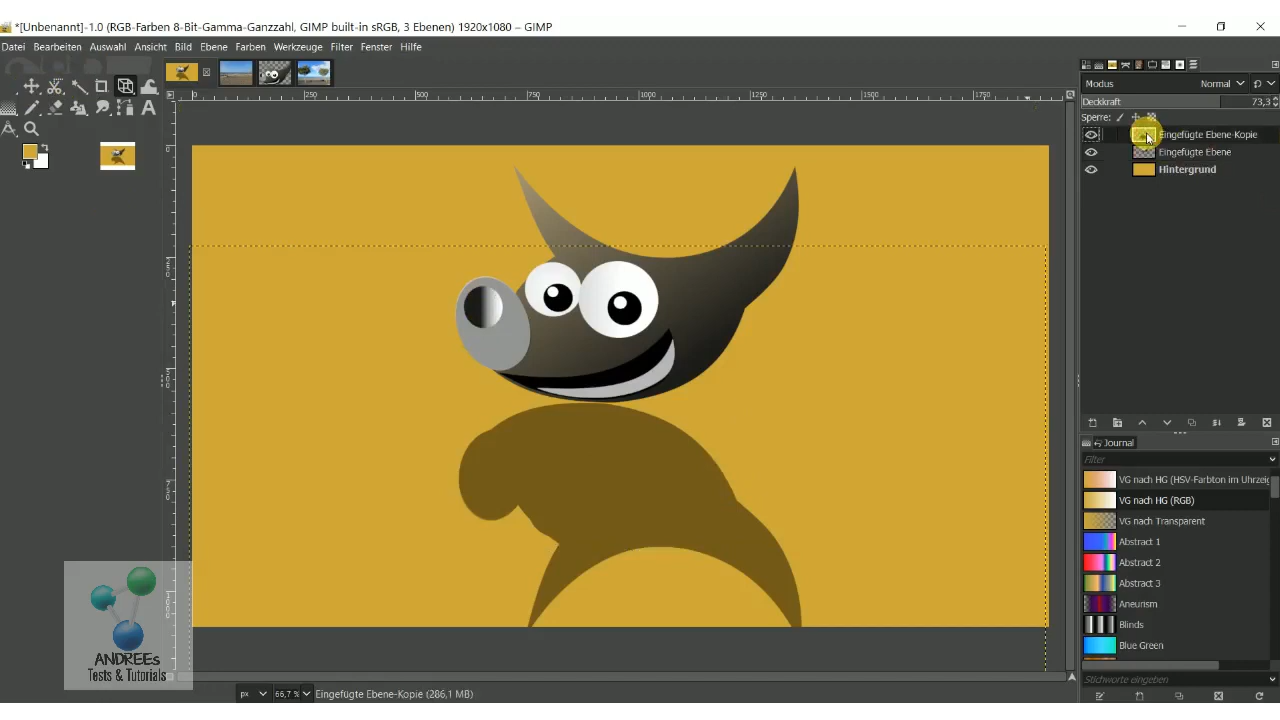 *[Unbenannt]-1.0 (RGB-Farben 8-Bit-Gamma-Ganzzahl, GIMP built-in sRGB, 3 Ebenen) 1920x1080 – GIMP
Datei Bearbeiten Auswahl Ansicht Bild Ebene Farben Werkzeuge Filter Fenster Hilfe
Modus Normal
Deckkraft 73,3
Sperre:
Eingefügte Ebene-Kopie
Eingefügte Ebene
Hintergrund
0 250 500 750 1000 1250 1500 1750
Journal
Filter
VG nach HG (HSV-Farbton im Uhrzeig
VG nach HG (RGB)
VG nach Transparent
Abstract 1
Abstract 2
Abstract 3
Aneurism
Blinds
Blue Green
ANDREEs
Tests & Tutorials
Stichworte eingeben
px 66,7 % Eingefügte Ebene-Kopie (286,1 MB)